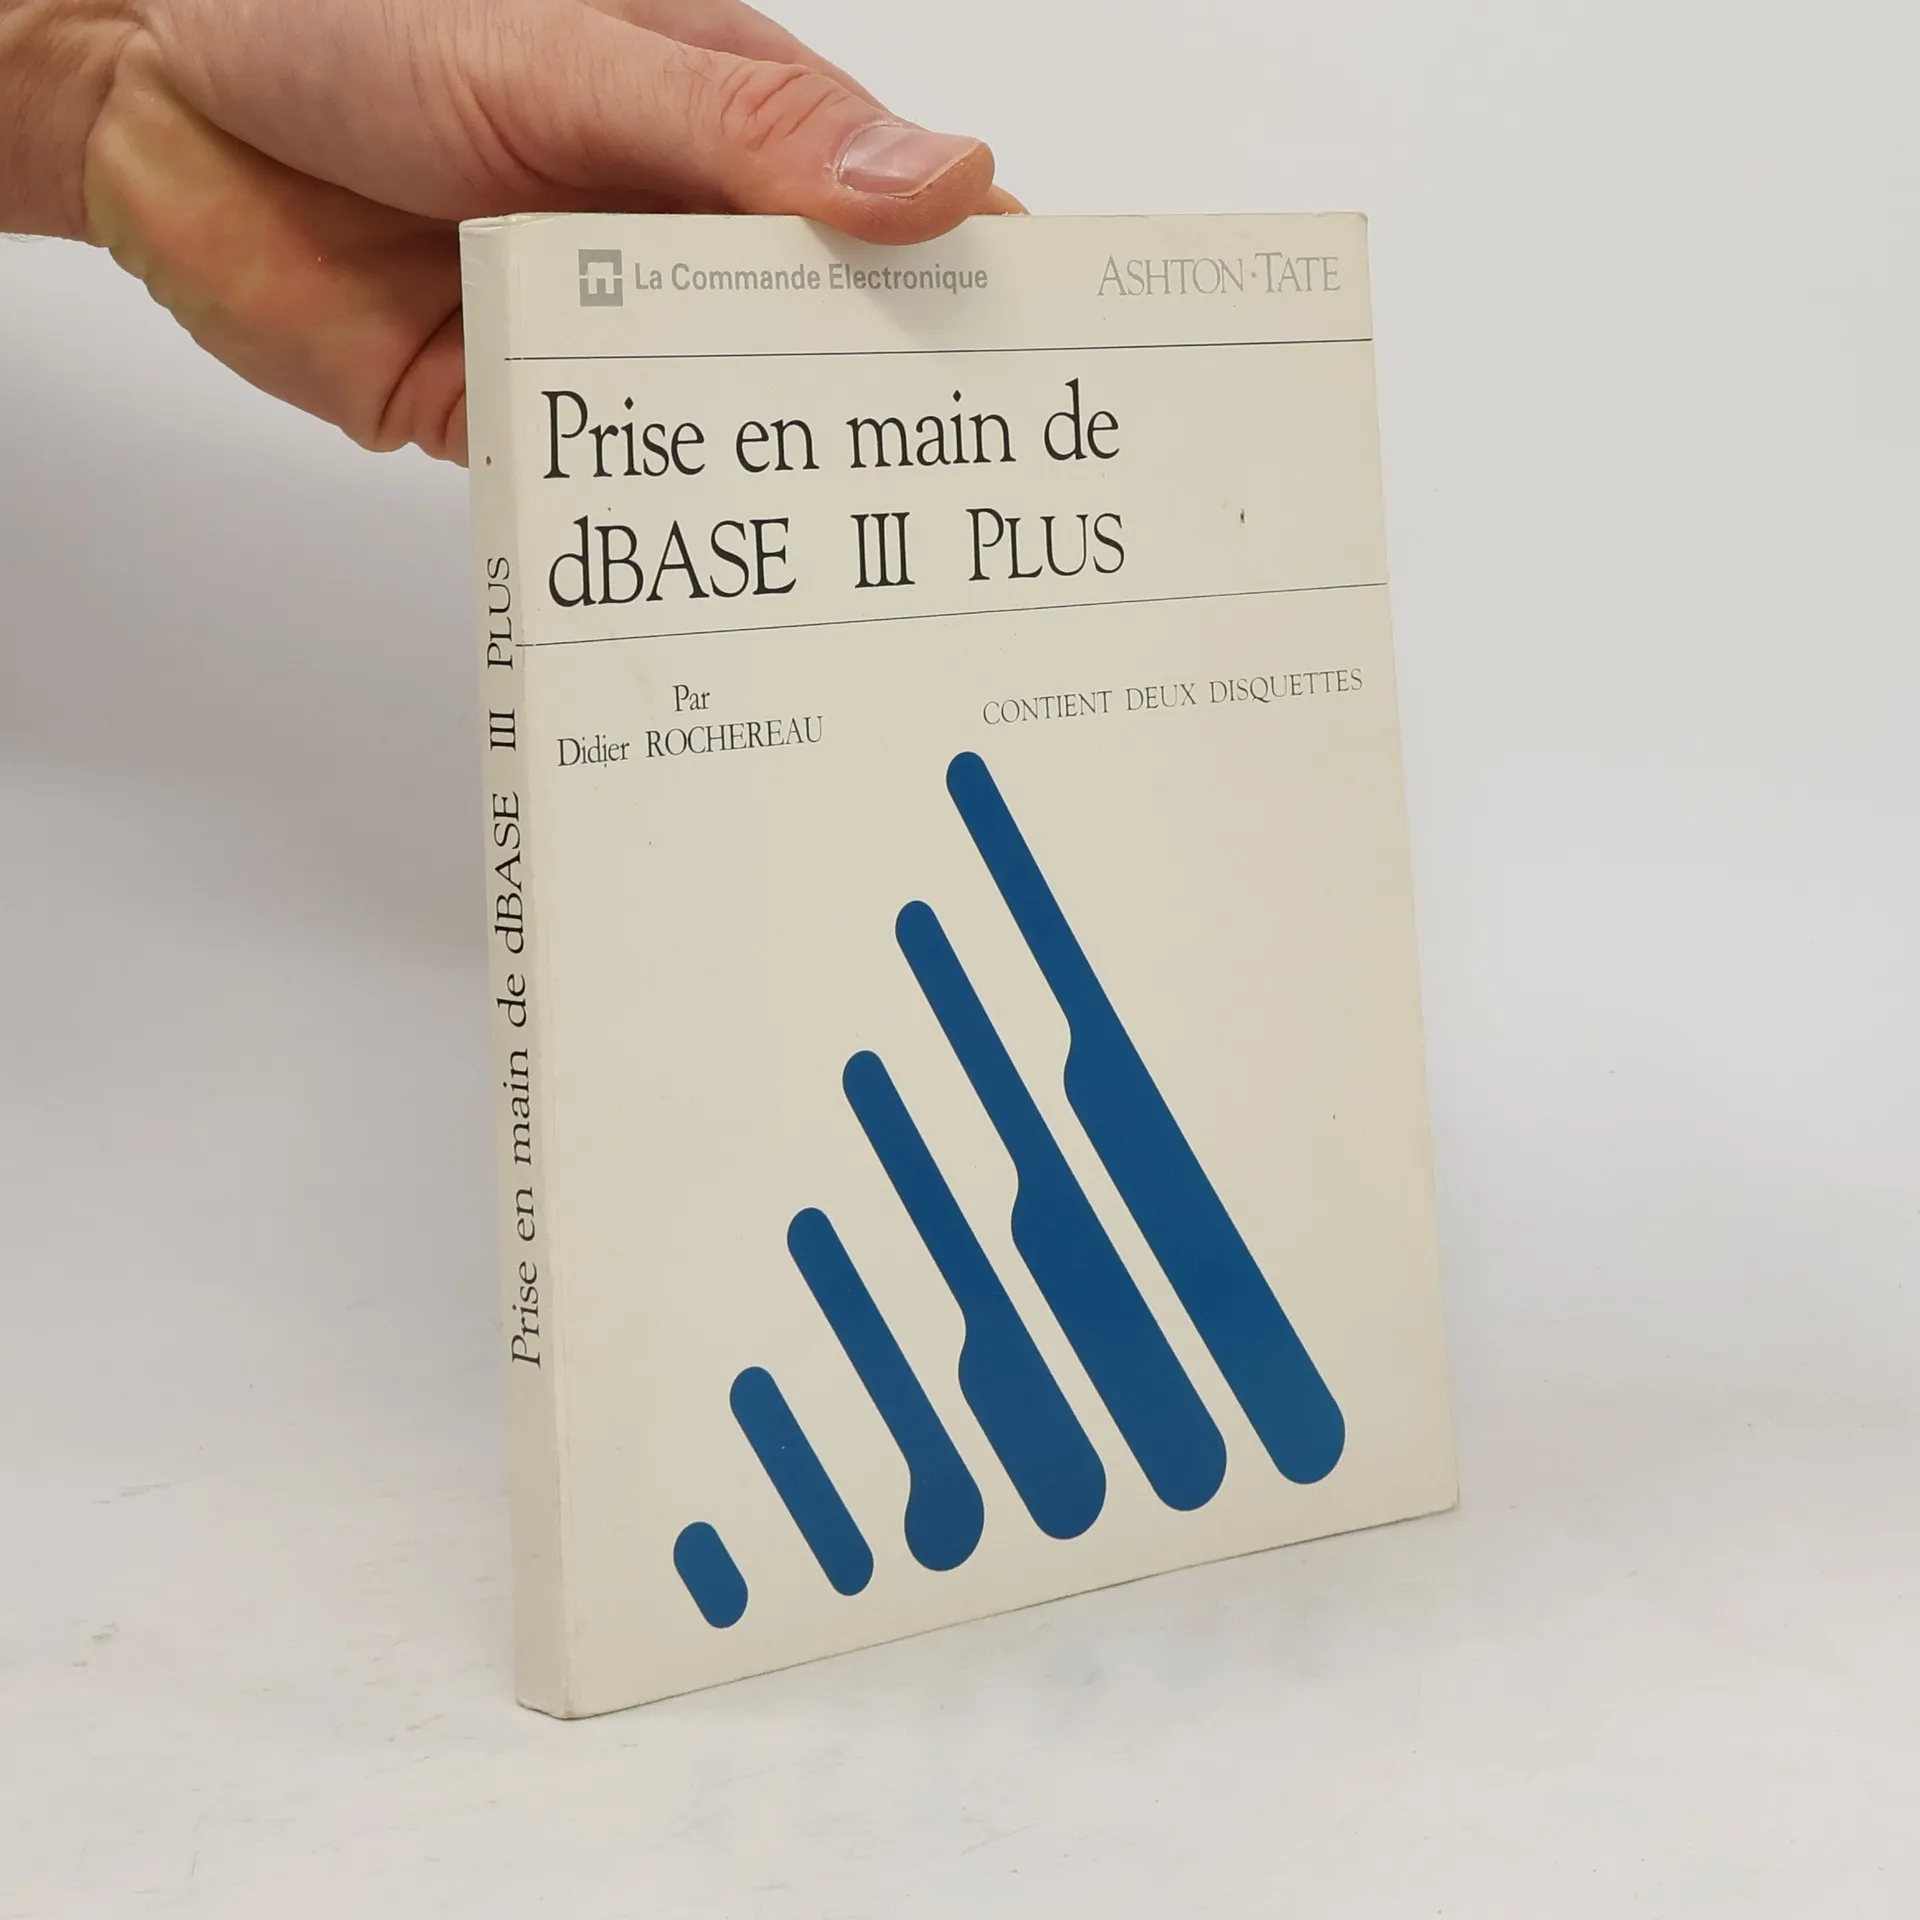 La Commande Electronique
ASHTON·TATE
Prise en main de
dBASE III PLUS
Par
Didier ROCHEREAU
CONTIENT DEUX DISQUETTES
Prise en main de dBASE III PLUS